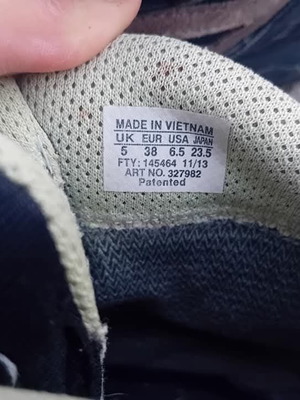 MADE IN VIETNAM
UK EUR USA JAPAN
5 38 6.5 23.5
FTY: 145464 11/13
ART NO. 327982
Patented